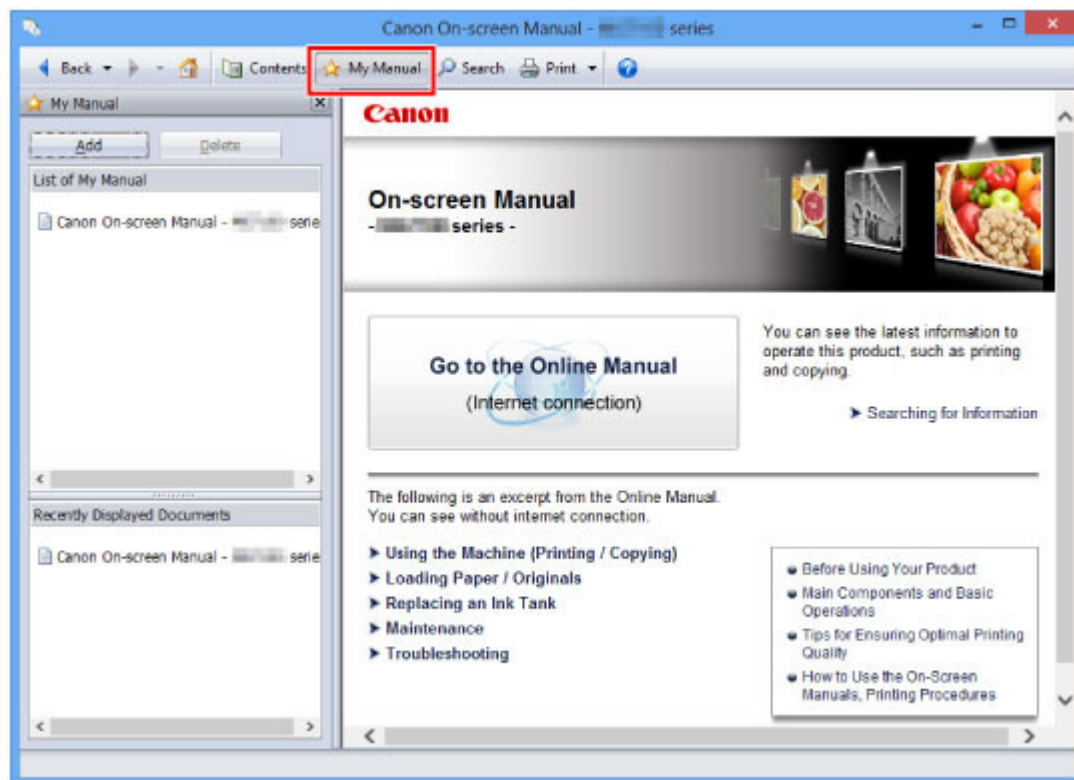 Canon On-screen Manual - series
Back Contents My Manual Search Print
My Manual
Add Delete
List of My Manual
Canon On-screen Manual - serie
Recently Displayed Documents
Canon On-screen Manual - serie
Canon
On-screen Manual
- series -
Go to the Online Manual
(Internet connection)
You can see the latest information to
operate this product, such as printing
and copying.
Searching for Information
The following is an excerpt from the Online Manual.
You can see without internet connection.
Using the Machine (Printing / Copying)
Loading Paper / Originals
Replacing an Ink Tank
Maintenance
Troubleshooting
Before Using Your Product
Main Components and Basic
Operations
Tips for Ensuring Optimal Printing
Quality
How to Use the On-Screen
Manuals, Printing Procedures